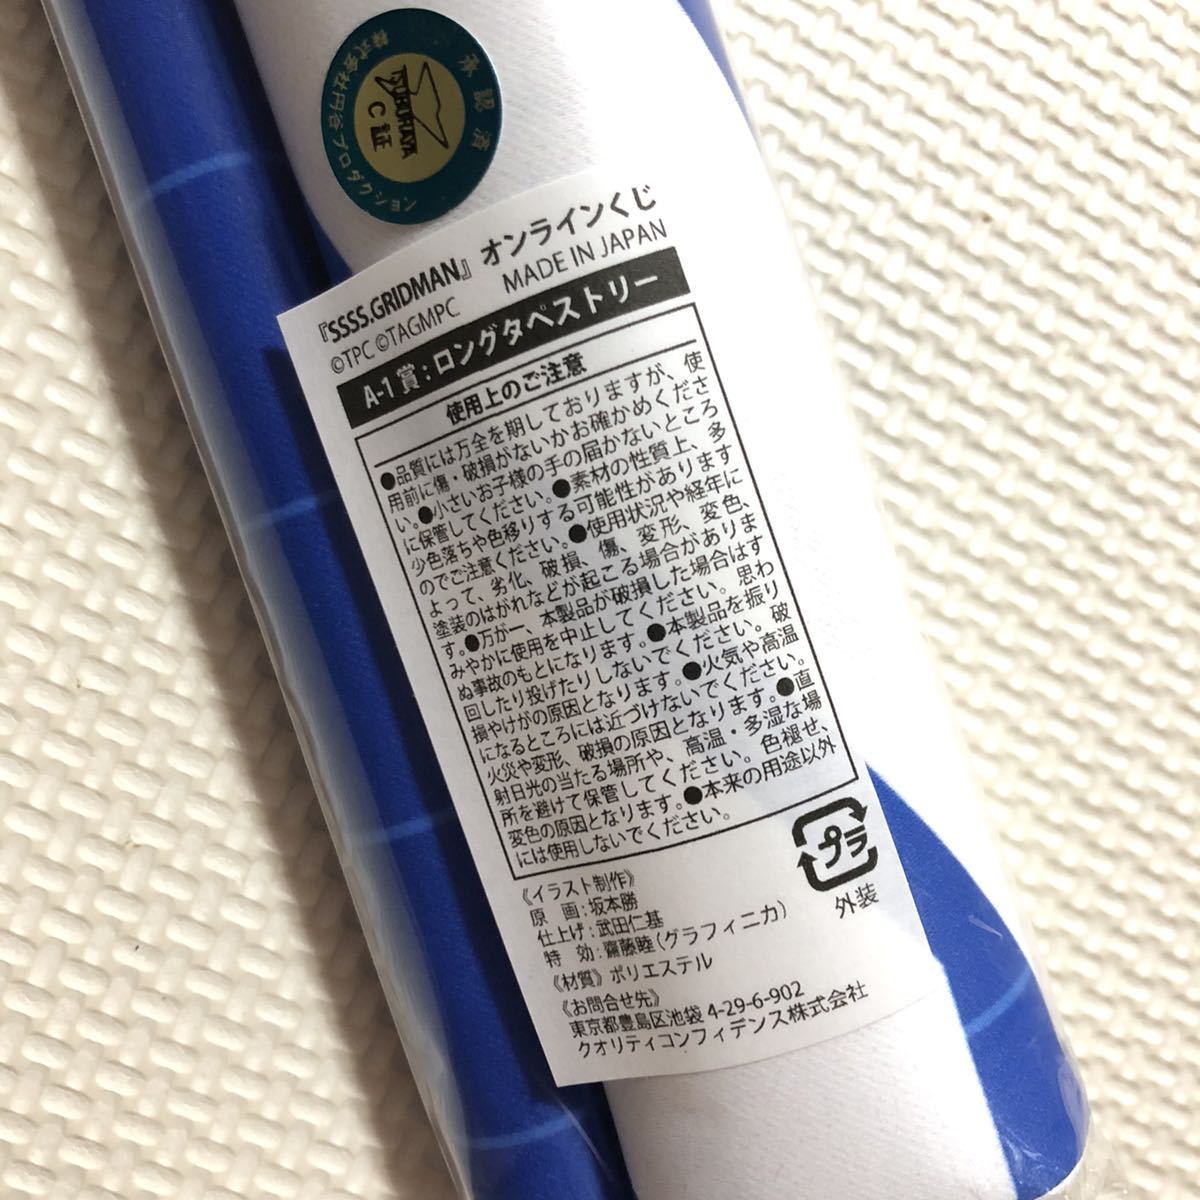 承認済
TSUBURAYA
C証
株式会社円谷プロダクション
『SSSS.GRIDMAN』オンラインくじ
©TPC ©TAGMPC MADE IN JAPAN
A-1賞：ロングタペストリー
使用上のご注意
●品質には万全を期しておりますが、使
用前に傷・破損がないかお確かめくださ
い。●小さいお子様の手の届かないところ
に保管してください。●素材の性質上、多
少色落ちや色移りする可能性があります
のでご注意ください。●使用状況や経年に
よって、劣化、破損、傷、変形、変色、
塗装のはがれなどが起こる場合がありま
す。●万が一、本製品が破損した場合はす
みやかに使用を中止してください。思わ
ぬ事故のもとになります。●本製品を振り
回したり投げたりしないでください。破
損やけがの原因となります。●火気や高温
になるところには近づけないでください。
火災や変形、破損の原因となります。●直
射日光の当たる場所や、高温・多湿な場
所を避けて保管してください。色褪せ、
変色の原因となります。●本来の用途以外
には使用しないでください。
プラ
外装
《イラスト制作》
原　画：坂本勝
仕上げ：武田仁基
特　効：齋藤睦（グラフィニカ）
《材質》ポリエステル
《お問合せ先》
東京都豊島区池袋 4-29-6-902
クオリティコンフィデンス株式会社